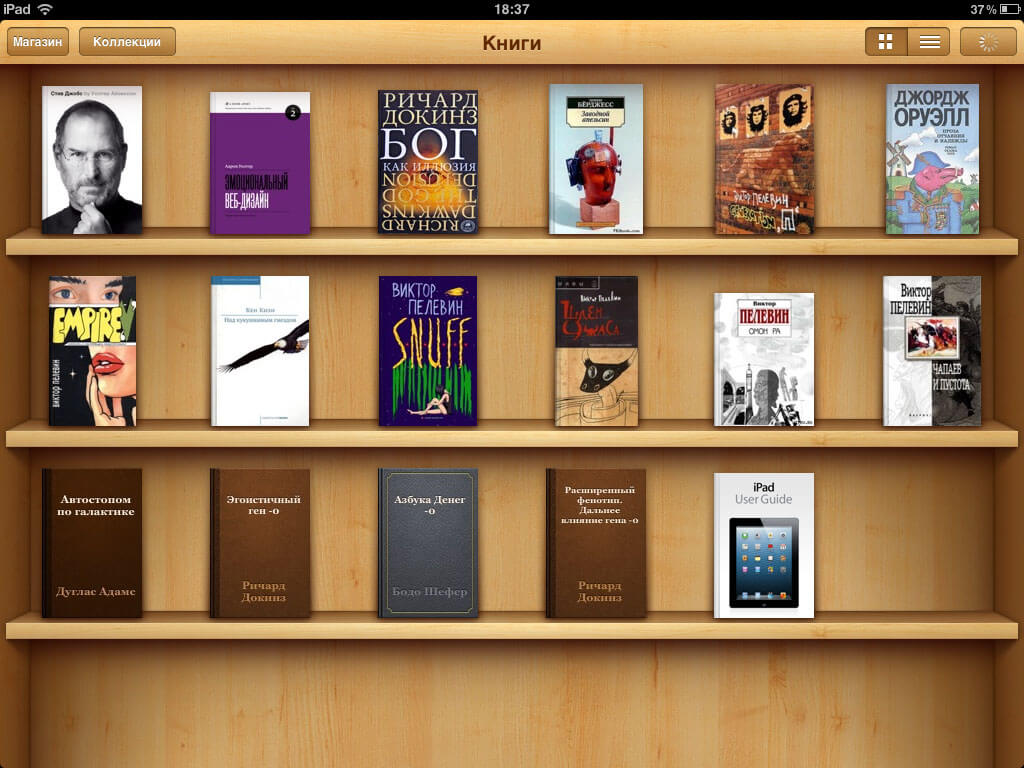 iPad
18:37
37%
Магазин
Коллекции
Книги
Стив Джобс by Уолтер Айзексон
2
Аарон Уолтер
ЭМОЦИОНАЛЬНЫЙ
ВЕБ-ДИЗАЙН
РИЧАРД
ДОКИНЗ
БОГ
КАК ИЛЛЮЗИЯ
THE GOD
DELUSION
RICHARD
DAWKINS
БЁРДЖЕСС
Заводной
апельсин
ВИКТОР ПЕЛЕВИН
GENERATION „П"
ДЖОРДЖ
ОРУЭЛЛ
ПРОЗА
ОТЧАЯНИЯ
И НАДЕЖДЫ
EMPIRE V
ВИКТОР ПЕЛЕВИН
Кен Кизи
Над кукушкиным гнездом
ВИКТОР
ПЕЛЕВИН
SNUFF
Виктор Пелевин
Шлем
Ужаса
Виктор
ПЕЛЕВИН
ОМОН РА
Виктор
ПЕЛЕВИН
ЧАПАЕВ
И ПУСТОТА
Автостопом
по галактике
Дуглас Адамс
Эгоистичный
ген -0
Ричард
Докинз
Азбука Денег
-0
Бодо Шефер
Расширенный
фенотип.
Дальнее
влияние гена -0
Ричард
Докинз
iPad
User Guide